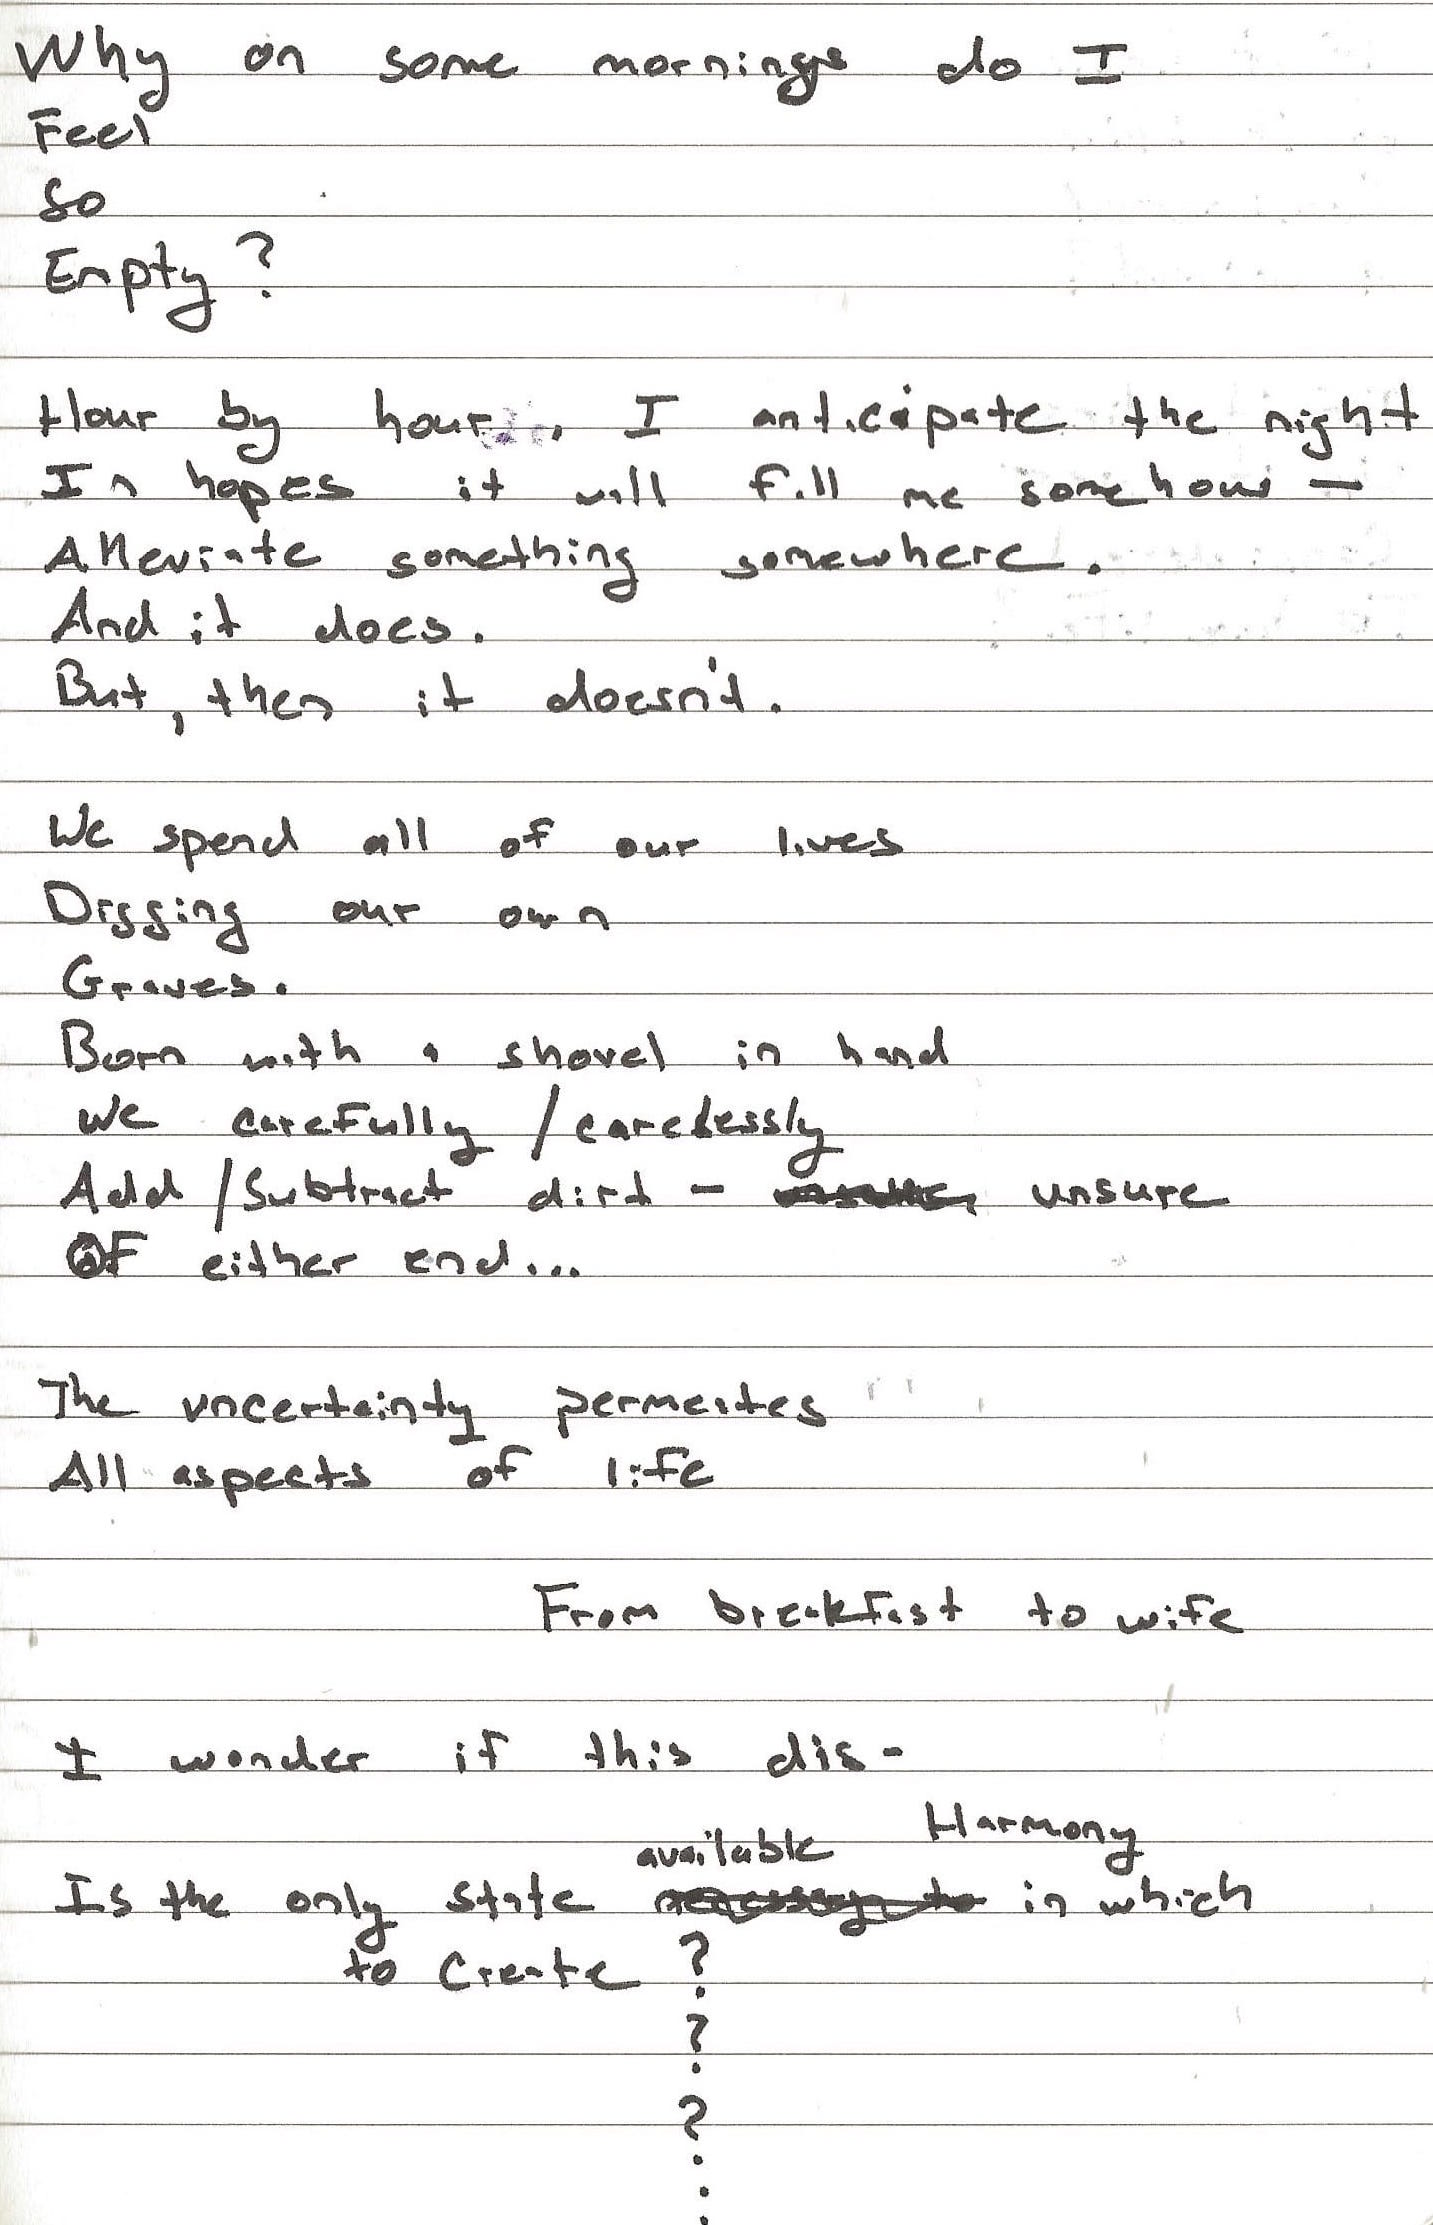 Why on some mornings do I
Feel
So
Empty?
Hour by hour, I anticipate the night
In hopes it will fill me somehow —
Alleviate something somewhere.
And it does.
But, then it doesn't.
We spend all of our lives
Digging our own
Graves.
Born with a shovel in hand
We carefully / carelessly
Add / Subtract dirt - unsure
Of either end...
The uncertainty permeates
All aspects of life
From breakfast to wife
I wonder if this dis-
Harmony
available
Is the only state necessary to in which
to Create ?
?
?